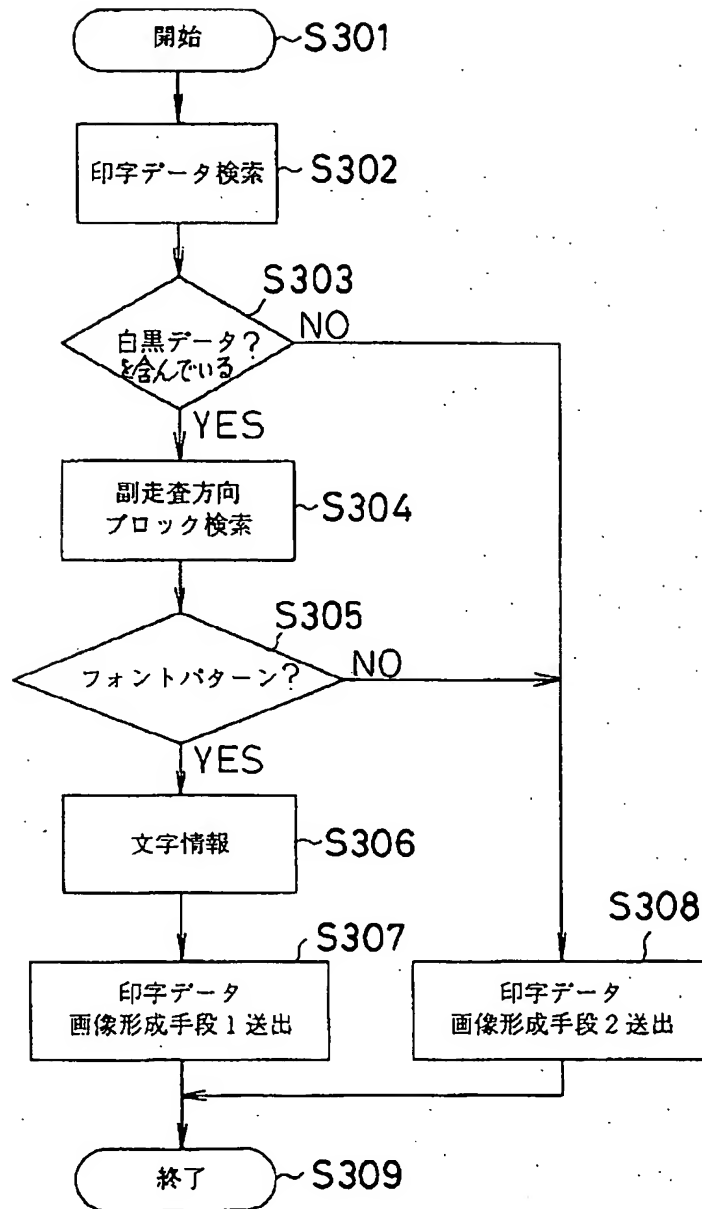 開始
S301
印字データ検索
S302
S303
白黒データ?
を含んでいる
NO
YES
副走査方向
ブロック検索
S304
S305
フォントパターン?
NO
YES
文字情報
S306
S307
印字データ
画像形成手段1送出
S308
印字データ
画像形成手段2送出
終了
S309